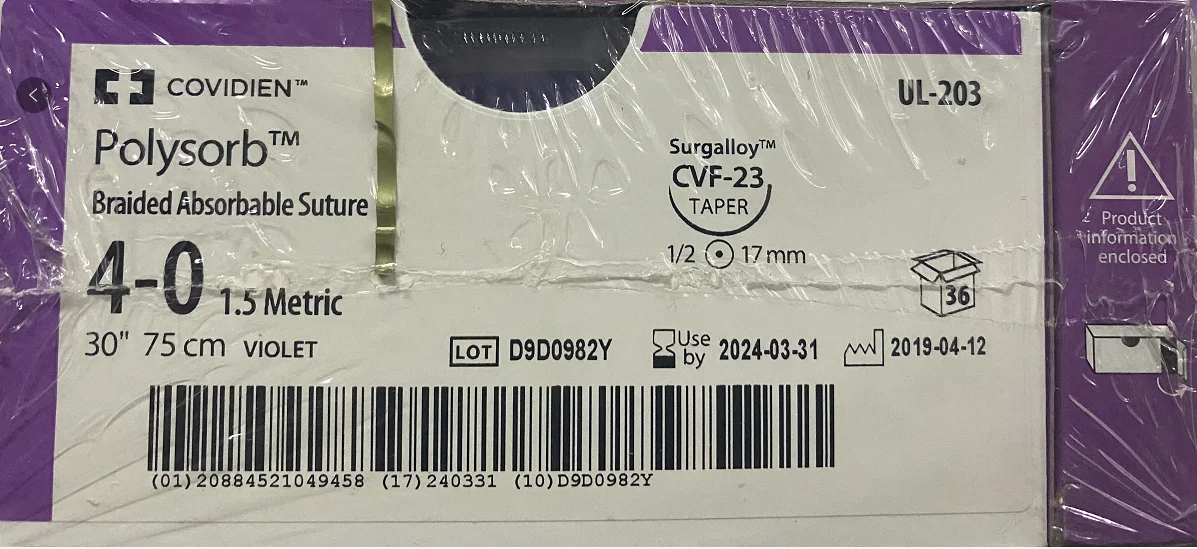 COVIDIEN™
UL-203
Polysorb™
Braided Absorbable Suture
4-0 1.5 Metric
30" 75 cm VIOLET
Surgalloy™
CVF-23
TAPER
1/2 17 mm
36
LOT D9D0982Y
Use by 2024-03-31
2019-04-12
(01)20884521049458 (17)240331 (10)D9D0982Y
!
Product
information
enclosed